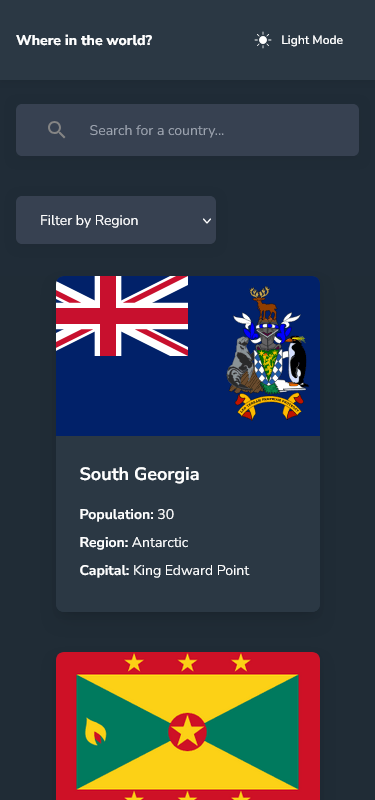 Where in the world?
Light Mode
Search for a country...
Filter by Region
South Georgia
Population: 30
Region: Antarctic
Capital: King Edward Point